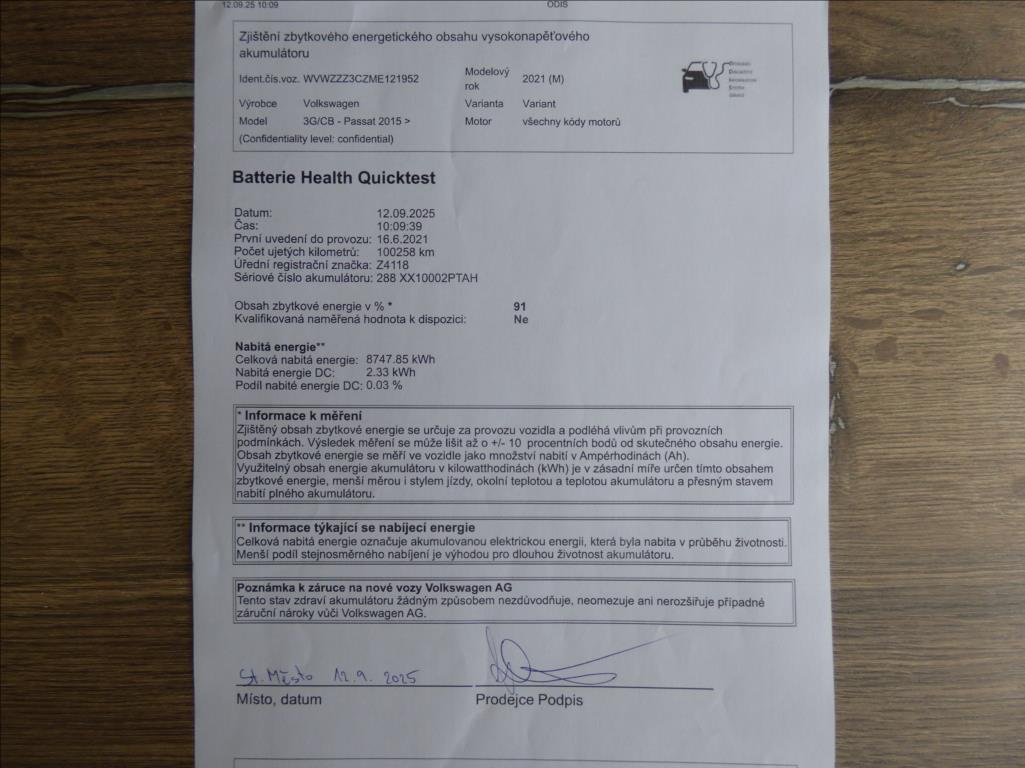 12.09.25 10:09
ODIS
Zjištění zbytkového energetického obsahu vysokonapěťového
akumulátoru
Ident.čis.voz. WVWZZZ3CZME121952
Modelový rok 2021 (M)
Výrobce Volkswagen
Varianta Variant
Model 3G/CB - Passat 2015 >
Motor všechny kódy motorů
(Confidentiality level: confidential)
Batterie Health Quicktest
Datum: 12.09.2025
Čas: 10:09:39
První uvedení do provozu: 16.6.2021
Počet ujetých kilometrů: 100258 km
Úřední registrační značka: Z4118
Sériové číslo akumulátoru: 288 XX10002PTAH
Obsah zbytkové energie v % * 91
Kvalifikovaná naměřená hodnota k dispozici: Ne
Nabitá energie**
Celková nabitá energie: 8747.85 kWh
Nabitá energie DC: 2.33 kWh
Podíl nabité energie DC: 0.03 %
* Informace k měření
Zjištěný obsah zbytkové energie se určuje za provozu vozidla a podléhá vlivům při provozních
podmínkách. Výsledek měření se může lišit až o +/- 10 procentních bodů od skutečného obsahu energie.
Obsah zbytkové energie se měří ve vozidle jako množství nabití v Ampérhodinách (Ah).
Využitelný obsah energie akumulátoru v kilowatthodinách (kWh) je v zásadní míře určen tímto obsahem
zbytkové energie, menší měrou i stylem jízdy, okolní teplotou a teplotou akumulátoru a přesným stavem
nabití plného akumulátoru.
** Informace týkající se nabíjecí energie
Celková nabitá energie označuje akumulovanou elektrickou energii, která byla nabita v průběhu životnosti.
Menší podíl stejnosměrného nabíjení je výhodou pro dlouhou životnost akumulátoru.
Poznámka k záruce na nové vozy Volkswagen AG
Tento stav zdraví akumulátoru žádným způsobem nezdůvodňuje, neomezuje ani nerozšiřuje případné
záruční nároky vůči Volkswagen AG.
St. Město 12.9. 2025
Místo, datum
Prodejce Podpis